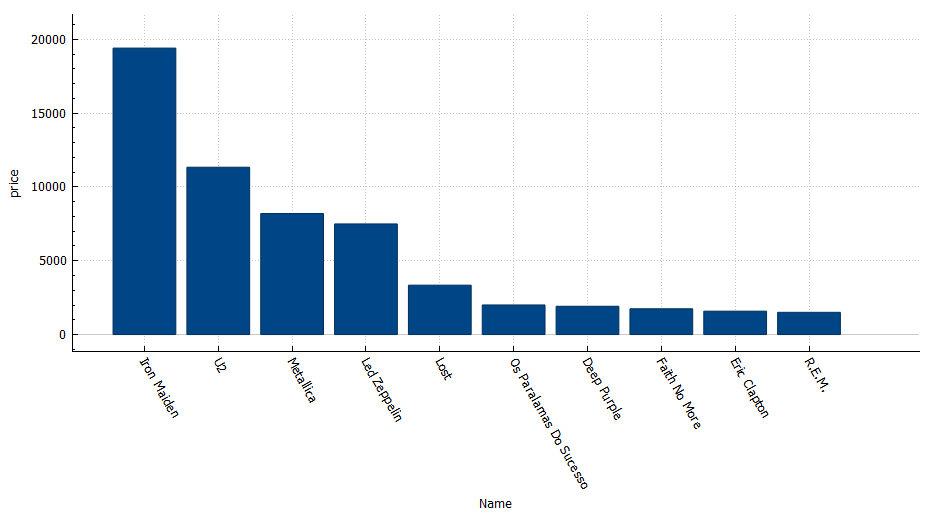 20000
15000
10000
5000
0
price
Iron Maiden
U2
Metallica
Led Zeppelin
Lost
Os Paralamas Do Sucesso
Deep Purple
Faith No More
Eric Clapton
R.E.M.
Name